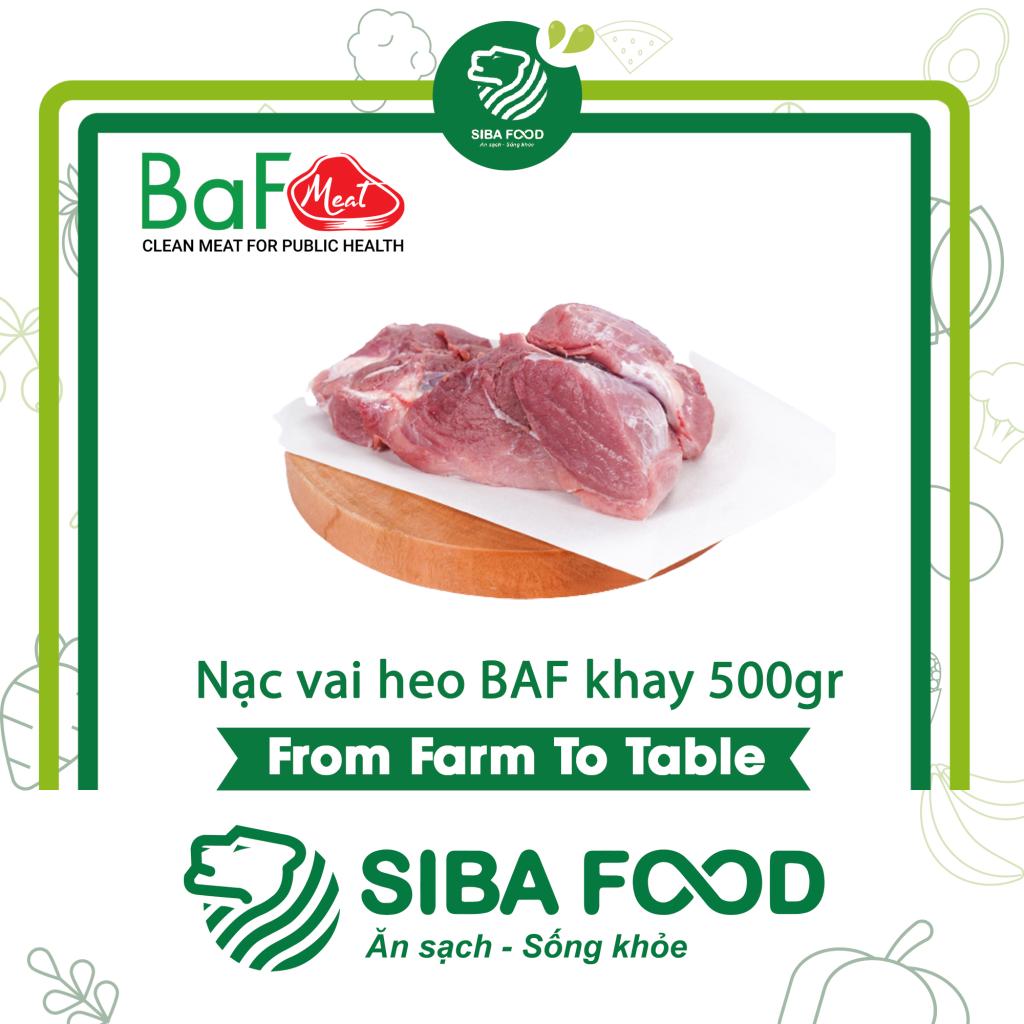 SIBA FOOD
Ăn sạch - Sống khỏe
BaF Meat
CLEAN MEAT FOR PUBLIC HEALTH
Nạc vai heo BAF khay 500gr
From Farm To Table
SIBA FOOD
Ăn sạch - Sống khỏe